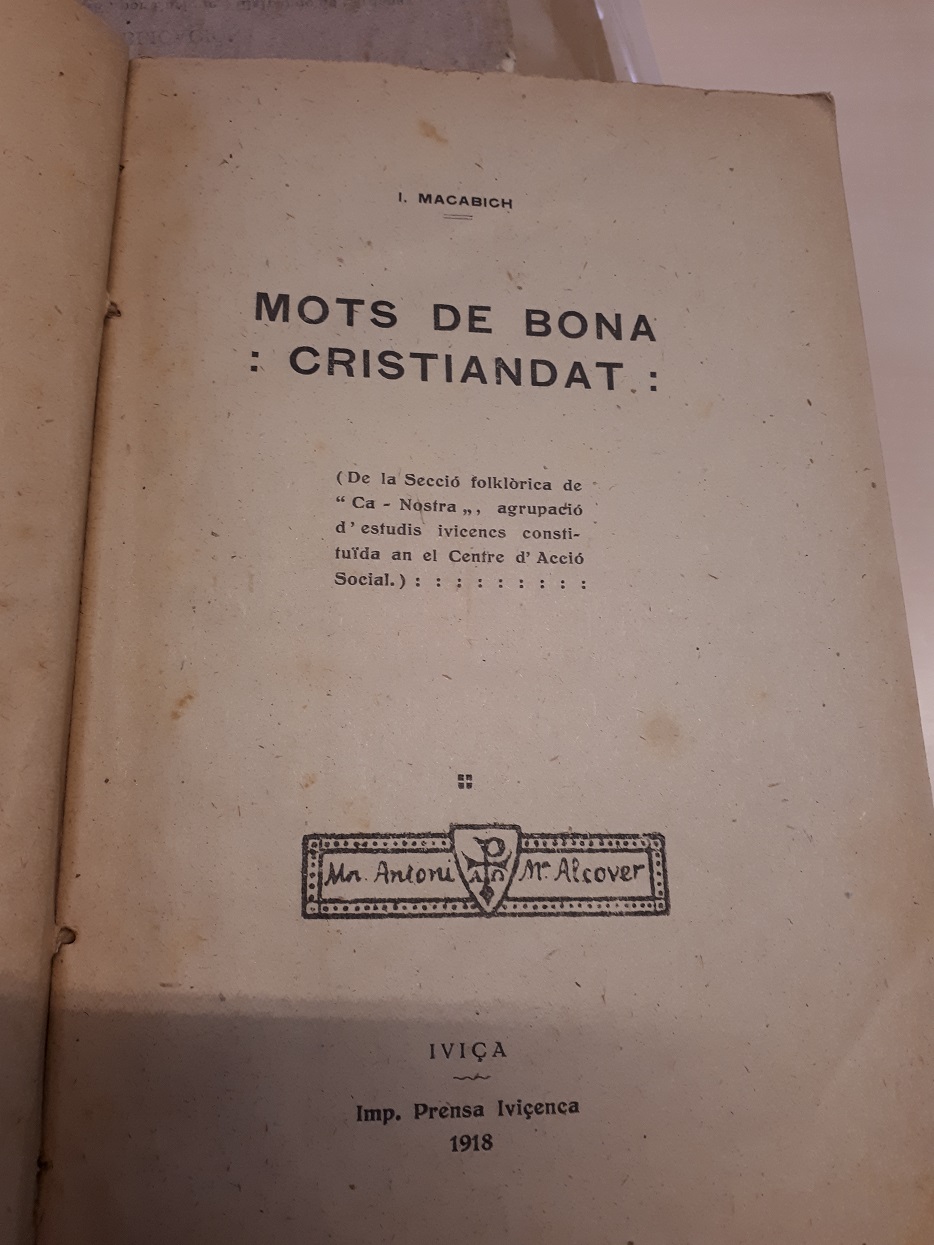 I. MACABICH
MOTS DE BONA
: CRISTIANDAT :
(De la Secció folklòrica de
“ Ca - Nostra „, agrupació
d' estudis ivicencs consti-
tuïda an el Centre d' Acció
Social.) : : : : : : : : :
Mn. Antoni Mª Alcover
IVIÇA
Imp. Prensa Iviçenca
1918